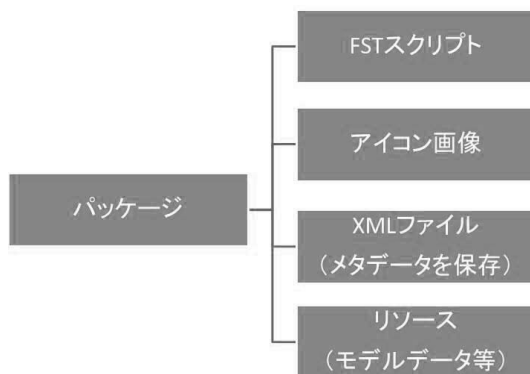 FSTスクリプト
アイコン画像
パッケージ
XMLファイル
（メタデータを保存）
リソース
（モデルデータ等）